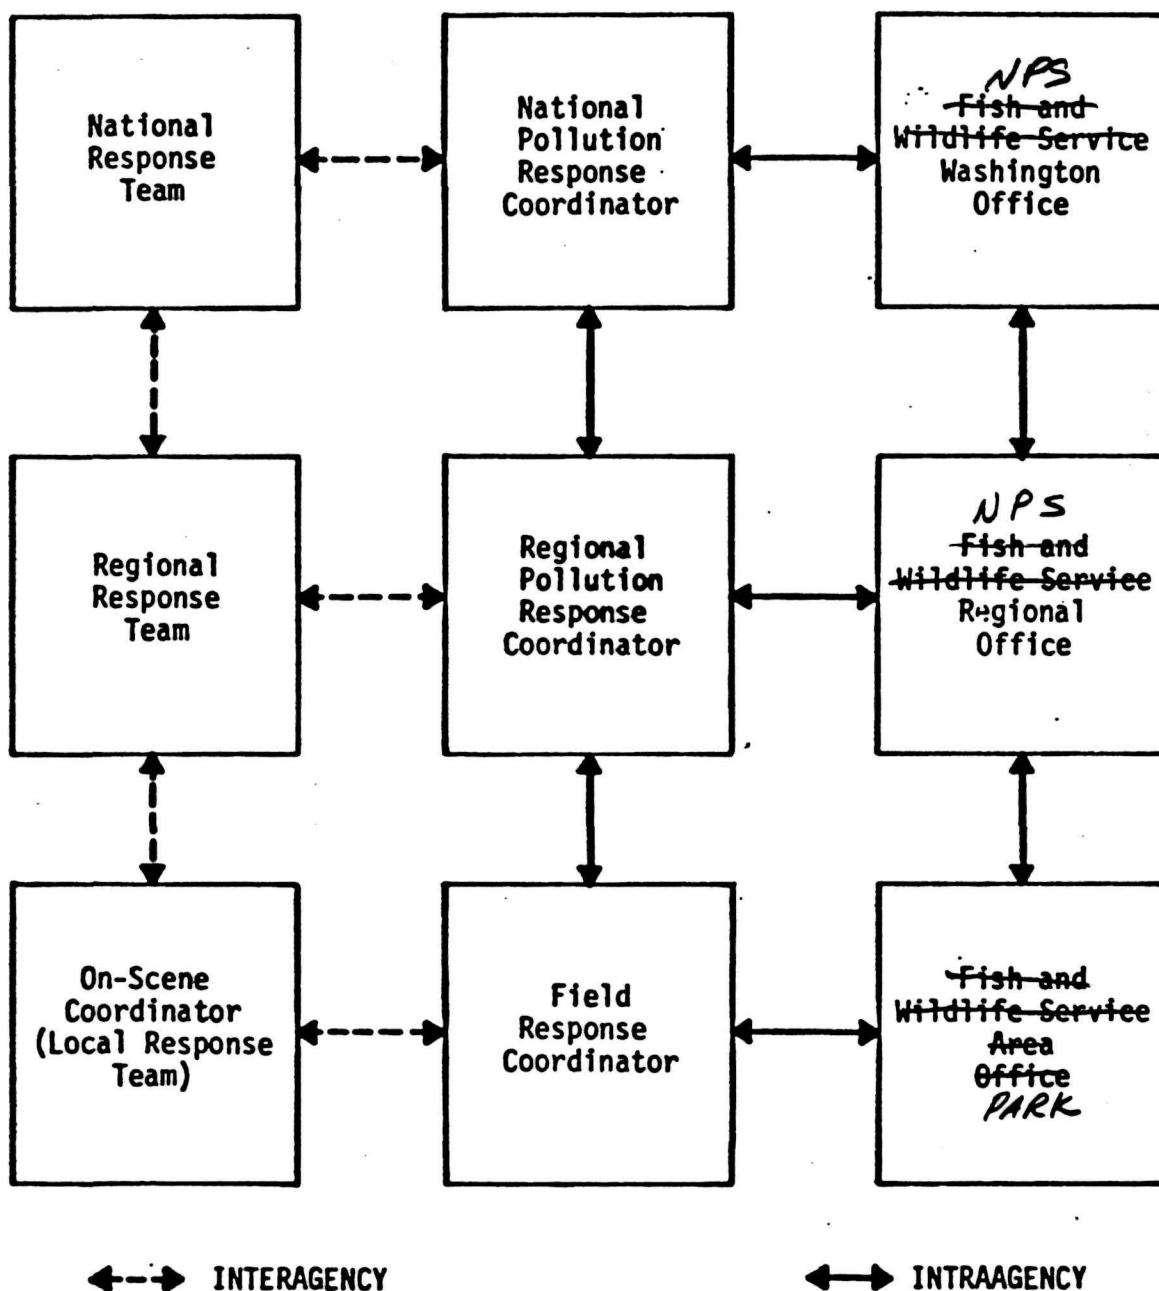 National
Response
Team
National
Pollution
Response
Coordinator
NPS
Fish and
Wildlife Service
Washington
Office
Regional
Response
Team
Regional
Pollution
Response
Coordinator
NPS
Fish and
Wildlife Service
Regional
Office
On-Scene
Coordinator
(Local Response
Team)
Field
Response
Coordinator
Fish and
Wildlife Service
Area
Office
PARK
INTERAGENCY
INTRAAGENCY